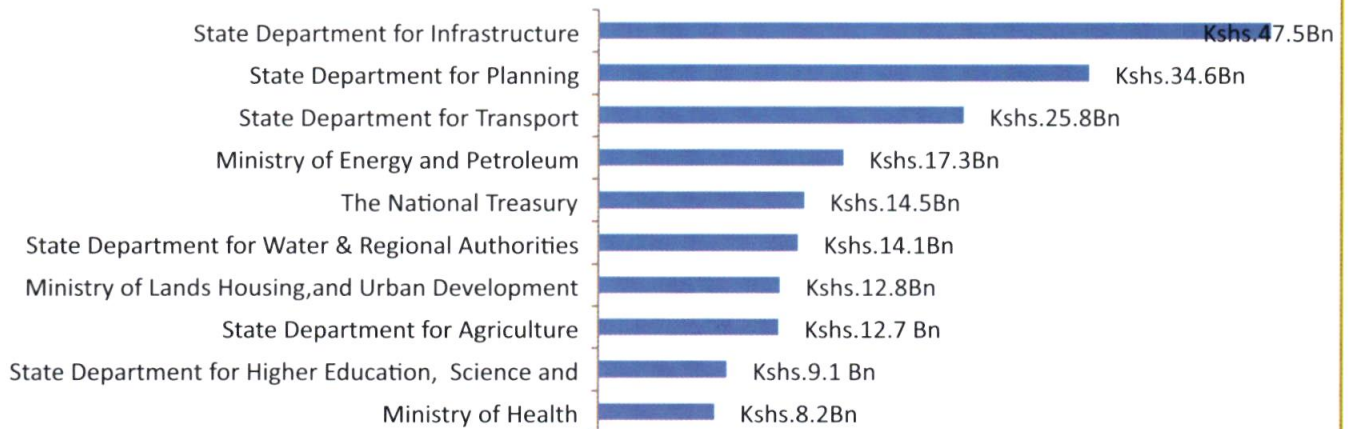 State Department for Infrastructure Kshs.47.5Bn
State Department for Planning Kshs.34.6Bn
State Department for Transport Kshs.25.8Bn
Ministry of Energy and Petroleum Kshs.17.3Bn
The National Treasury Kshs.14.5Bn
State Department for Water & Regional Authorities Kshs.14.1Bn
Ministry of Lands Housing,and Urban Development Kshs.12.8Bn
State Department for Agriculture Kshs.12.7 Bn
State Department for Higher Education, Science and Kshs.9.1 Bn
Ministry of Health Kshs.8.2Bn